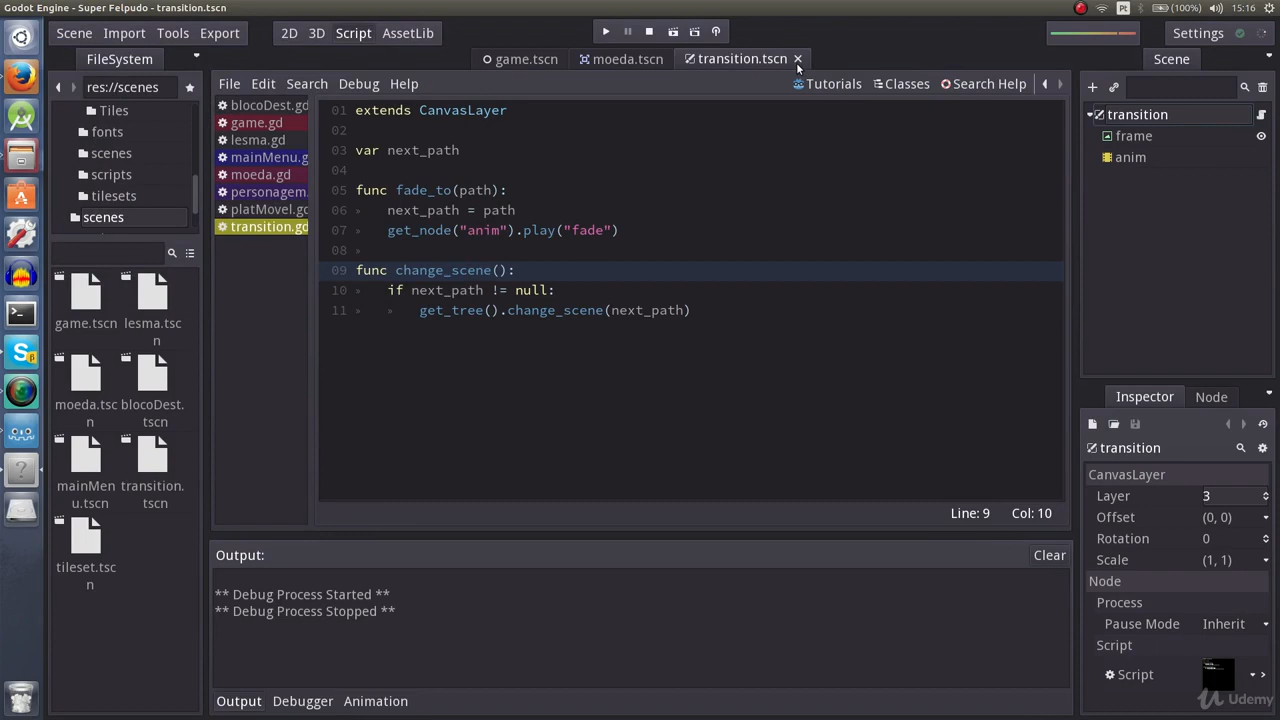 Godot Engine - Super Felpudo - transition.tscn
Pt
(100%)
15:16
Scene Import Tools Export
2D 3D Script AssetLib
Settings
FileSystem
game.tscn
moeda.tscn
transition.tscn
Scene
res://scenes
File Edit Search Debug Help
Tutorials Classes Search Help
Tiles
fonts
scenes
scripts
tilesets
scenes
game.tscn
lesma.tsc
n
moeda.tsc
n
blocoDest.
tscn
mainMen
u.tscn
transition.
tscn
tileset.tsc
n
blocoDest.gd
game.gd
lesma.gd
mainMenu.g
moeda.gd
personagem.
platMovel.gd
transition.gd
01 extends CanvasLayer
02
03 var next_path
04
05 func fade_to(path):
06 » next_path = path
07 » get_node("anim").play("fade")
08 »
09 func change_scene():
10 » if next_path != null:
11 » » get_tree().change_scene(next_path)
Line: 9 Col: 10
Output:
Clear
** Debug Process Started **
** Debug Process Stopped **
Output Debugger Animation
transition
frame
anim
Inspector Node
transition
CanvasLayer
Layer 3
Offset (0, 0)
Rotation 0
Scale (1, 1)
Node
Process
Pause Mode Inherit
Script
Script
Udemy